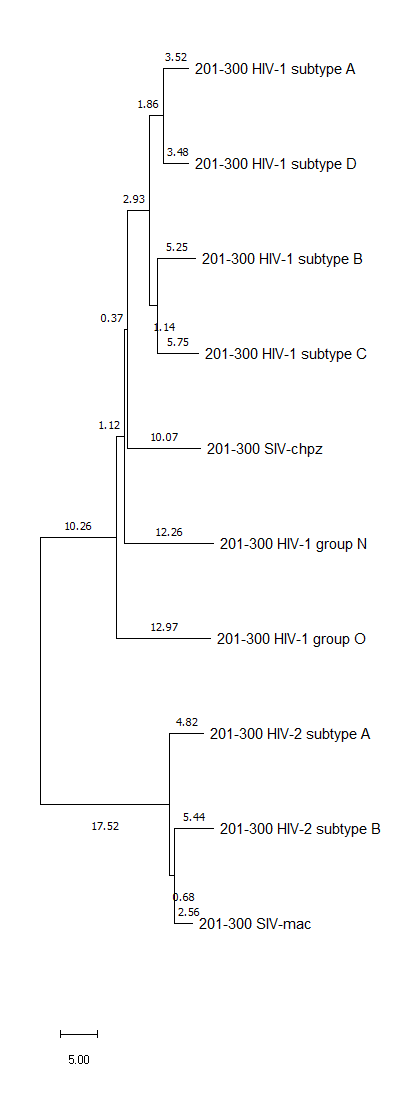 3.52
201-300 HIV-1 subtype A
1.86
3.48
201-300 HIV-1 subtype D
2.93
5.25
201-300 HIV-1 subtype B
0.37
1.14
5.75
201-300 HIV-1 subtype C
1.12
10.07
201-300 SIV-chpz
10.26
12.26
201-300 HIV-1 group N
12.97
201-300 HIV-1 group O
4.82
201-300 HIV-2 subtype A
17.52
5.44
201-300 HIV-2 subtype B
0.68
2.56
201-300 SIV-mac
5.00